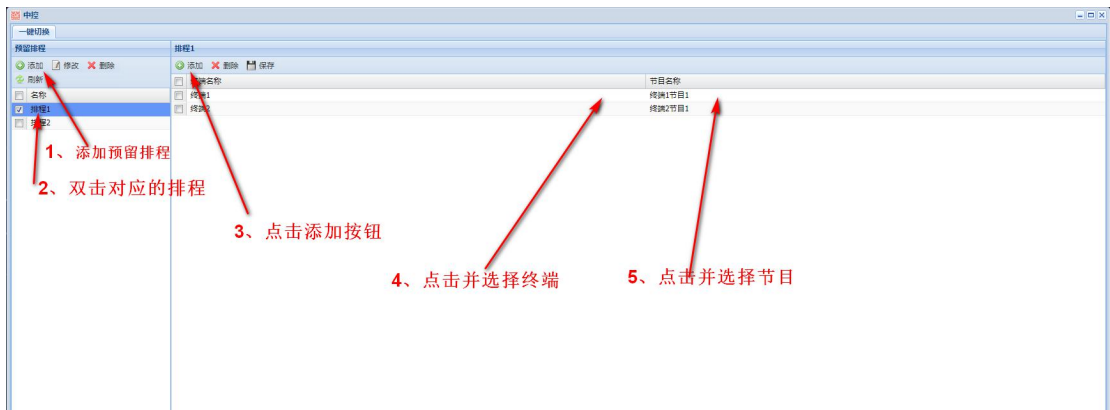 中控
一键切换
预留排程
添加 修改 删除
刷新
名称
排程1
排程2
排程1
添加 删除 保存
终端名称 节目名称
终端1 终端1节目1
终端2 终端2节目1
1、添加预留排程
2、双击对应的排程
3、点击添加按钮
4、点击并选择终端
5、点击并选择节目